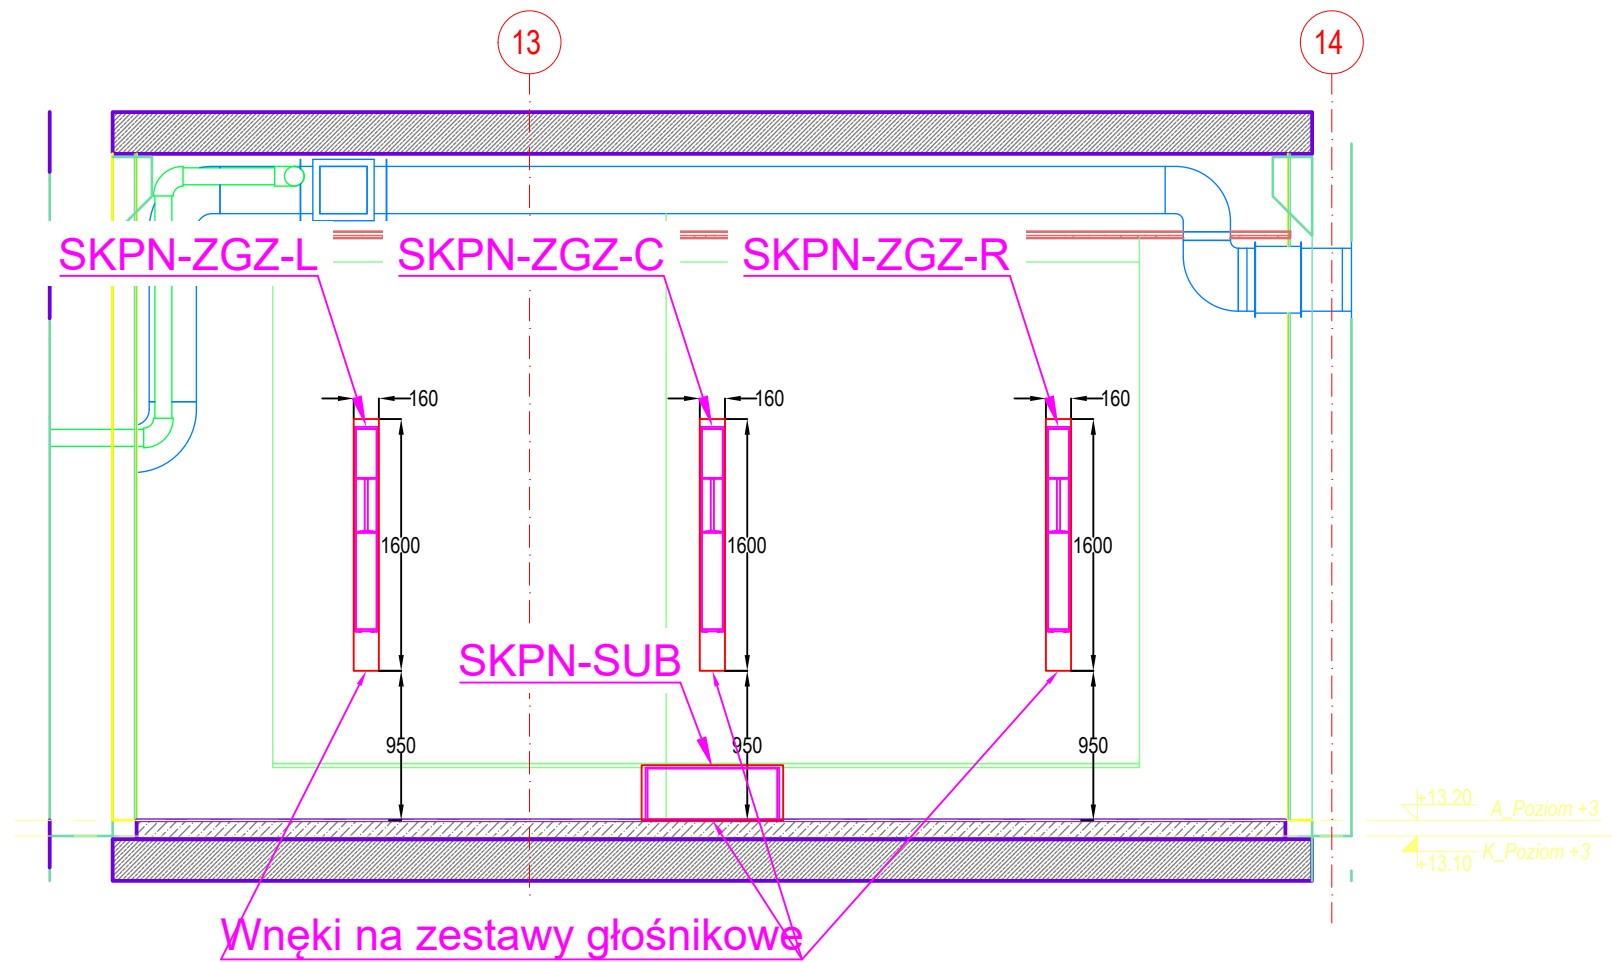 13
14
SKPN-ZGZ-L
SKPN-ZGZ-C
SKPN-ZGZ-R
160
160
160
1600
1600
1600
SKPN-SUB
950
950
950
+13.20
A_Poziom +3
K_Poziom +3
+13.10
Wnęki na zestawy głośnikowe